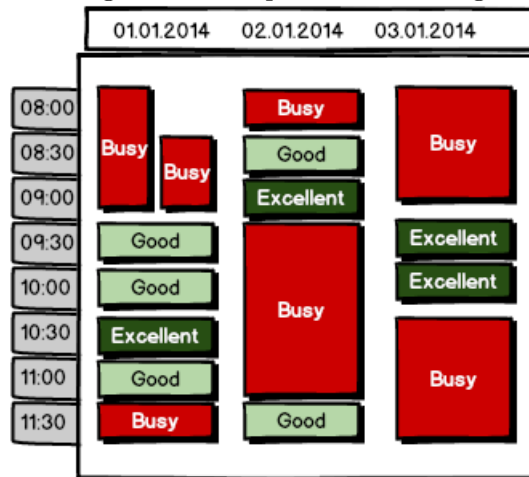 01.01.2014 02.01.2014 03.01.2014
08:00 Busy Busy Busy
08:30 Busy Good
09:00 Excellent
09:30 Good Busy Excellent
10:00 Good Excellent
10:30 Excellent Busy
11:00 Good
11:30 Busy Good